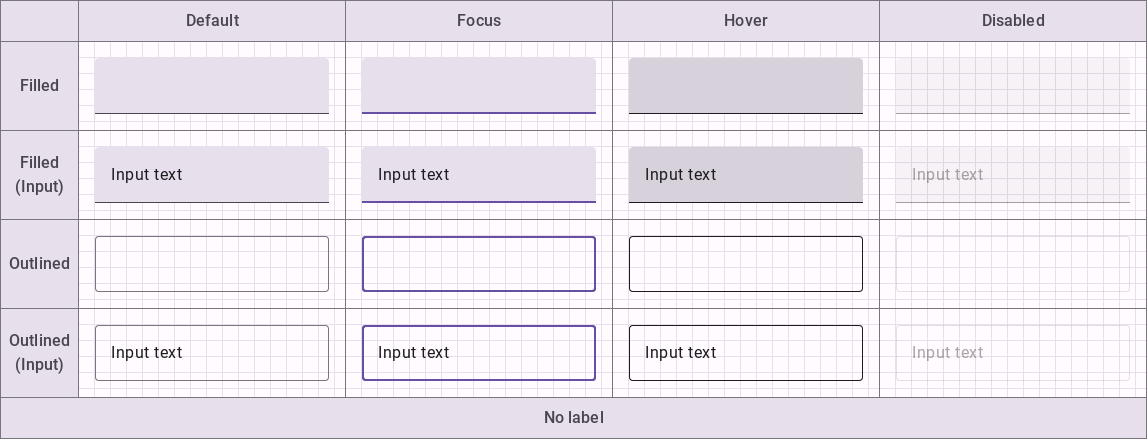 Default Focus Hover Disabled
Filled
Filled
(Input)
Input text Input text Input text Input text
Outlined
Outlined
(Input)
Input text Input text Input text Input text
No label